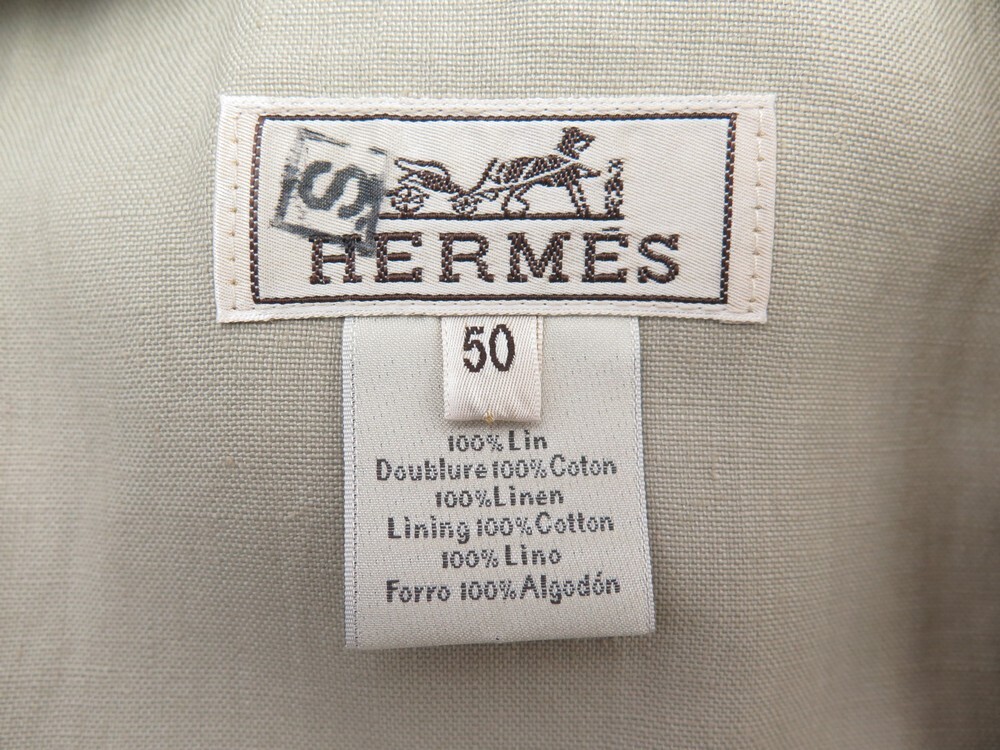 S
HERMÈS
50
100%Lin
Doublure 100%Coton
100%Linen
Lining 100%Cotton
100%Lino
Forro 100%Algodón